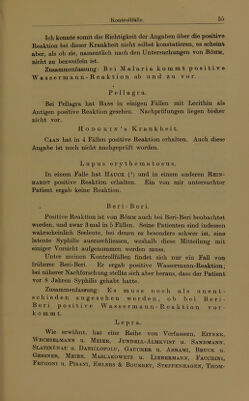 Kontrollfälle. 55
Ich konnte somit die Richtigkeit der Angaben über die positive
Reaktion bei dieser Krankheit nicht selbst konstatieren, es scheint
aber, als ob sie, namentlich nach den Untersuchungen von Böhm,
nicht zu bezweifeln ist.
Zusammenfassung: Bei Malaria kommt positive
Wassermann-Reaktion ab und zu vor.
Pellagra.
Bei Pellagra hat Bass in einigen Fällen mit Lecithin als
Antigen positive Reaktion gesehen. Nachprüfungen liegen bisher
nicht vor.
Hodgkin's Krankheit.
Caan hat in 5 Fällen positive Reaktion erhalten. Auch diese
Angabe ist noch nicht nachgeprüft worden.
Lupus erythematosus.
In einem Falle hat Hauck (¹) und in einem anderen Rein-
hardt positive Reaktion erhalten. Ein von mir untersuchter
Patient ergab keine Reaktion.
Beri-Beri.
Positive Reaktion ist von Böhm auch bei Beri-Beri beobachtet
worden, und zwar 3mal in 5 Fällen. Seine Patienten sind indessen
wahrscheinlich Seeleute, bei denen es besonders schwer ist, eine
latente Syphilis auszuschliessen, weshalb diese Mitteilung mit
einiger Vorsicht aufgenommen werden muss.
Unter meinen Kontrollfällen findet sich nur ein Fall von
früherer Beri-Beri. Er ergab positive Wassermann-Reaktion,
bei näherer Nachforschung stellte sich aber heraus, dass der Patient
vor 8 Jahren Syphilis gehabt hatte.
Zusammenfassung: Es muss noch als unent-
schieden angesehen werden, ob bei Beri-
Beri positive Wassermann-Reaktion vor-
kommt.
Lepra.
Wie erwähnt, hat eine Reihe von Verfassern, Eitner,
Wechselmann u. Meier, Jundell-Almkvist u. Sandmann,
Slatinéanu u. Daniélopolu, Gaucher u. Abrami, Bruck u.
Gessner, Meier, Maslakowetz u. Liebermann, Facchini,
Frugoni u. Pisani, Ehlers & Bourret, Steffenhagen, Thom-